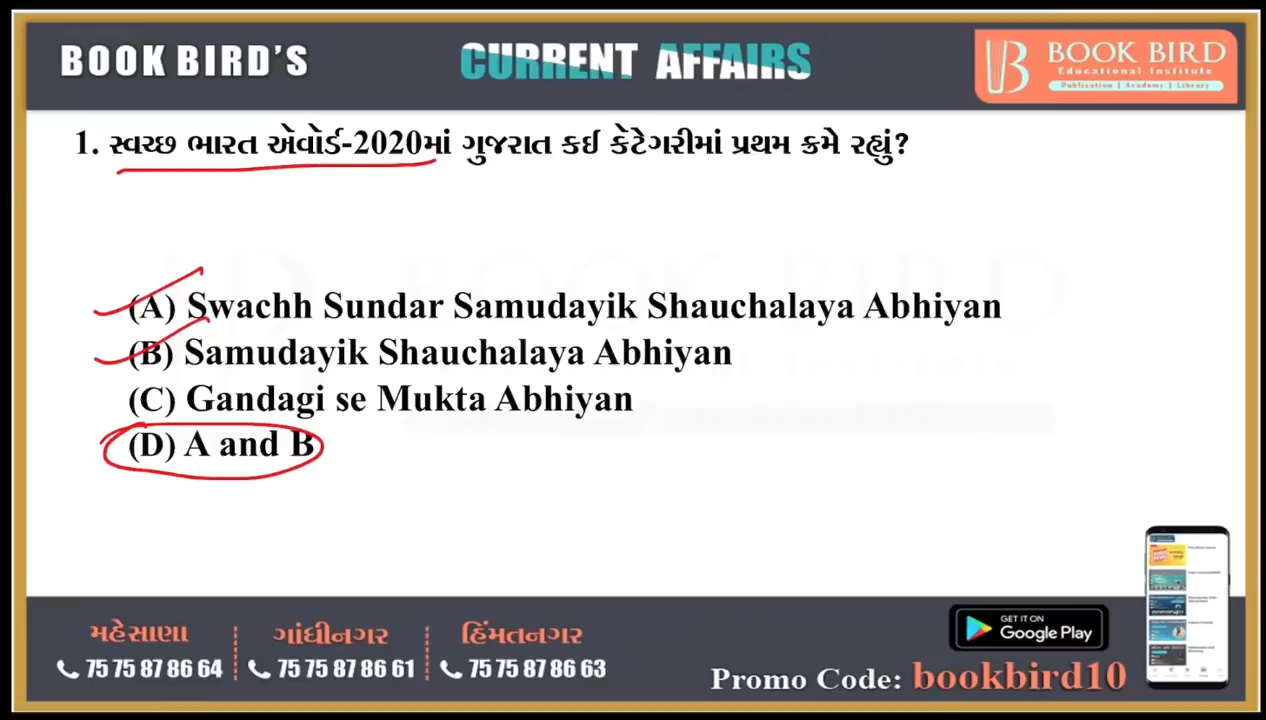 BOOK BIRD'S
CURRENT AFFAIRS
BOOK BIRD
Educational Institute
Publication | Academy | Library
1. સ્વચ્છ ભારત એવોર્ડ-2020માં ગુજરાત કઈ કેટેગરીમાં પ્રથમ ક્રમે રહ્યું?
(A) Swachh Sundar Samudayik Shauchalaya Abhiyan
(B) Samudayik Shauchalaya Abhiyan
(C) Gandagi se Mukta Abhiyan
(D) A and B
BOOK BIRD
મહેસાણા
75 75 87 86 64
ગાંધીનગર
75 75 87 86 61
હિંમતનગર
75 75 87 86 63
GET IT ON
Google Play
Promo Code: bookbird10